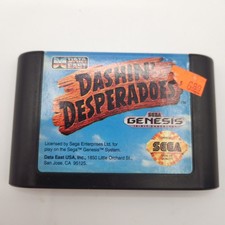 DATA
EAST
DASHIN'
DESPERADOES
SEGA
GENESIS
SEGA
Licensed by Sega Enterprises Ltd. for
play on the Sega™ Genesis™ System.
Data East USA, Inc., 1850 Little Orchard St.
San Jose, CA 95125